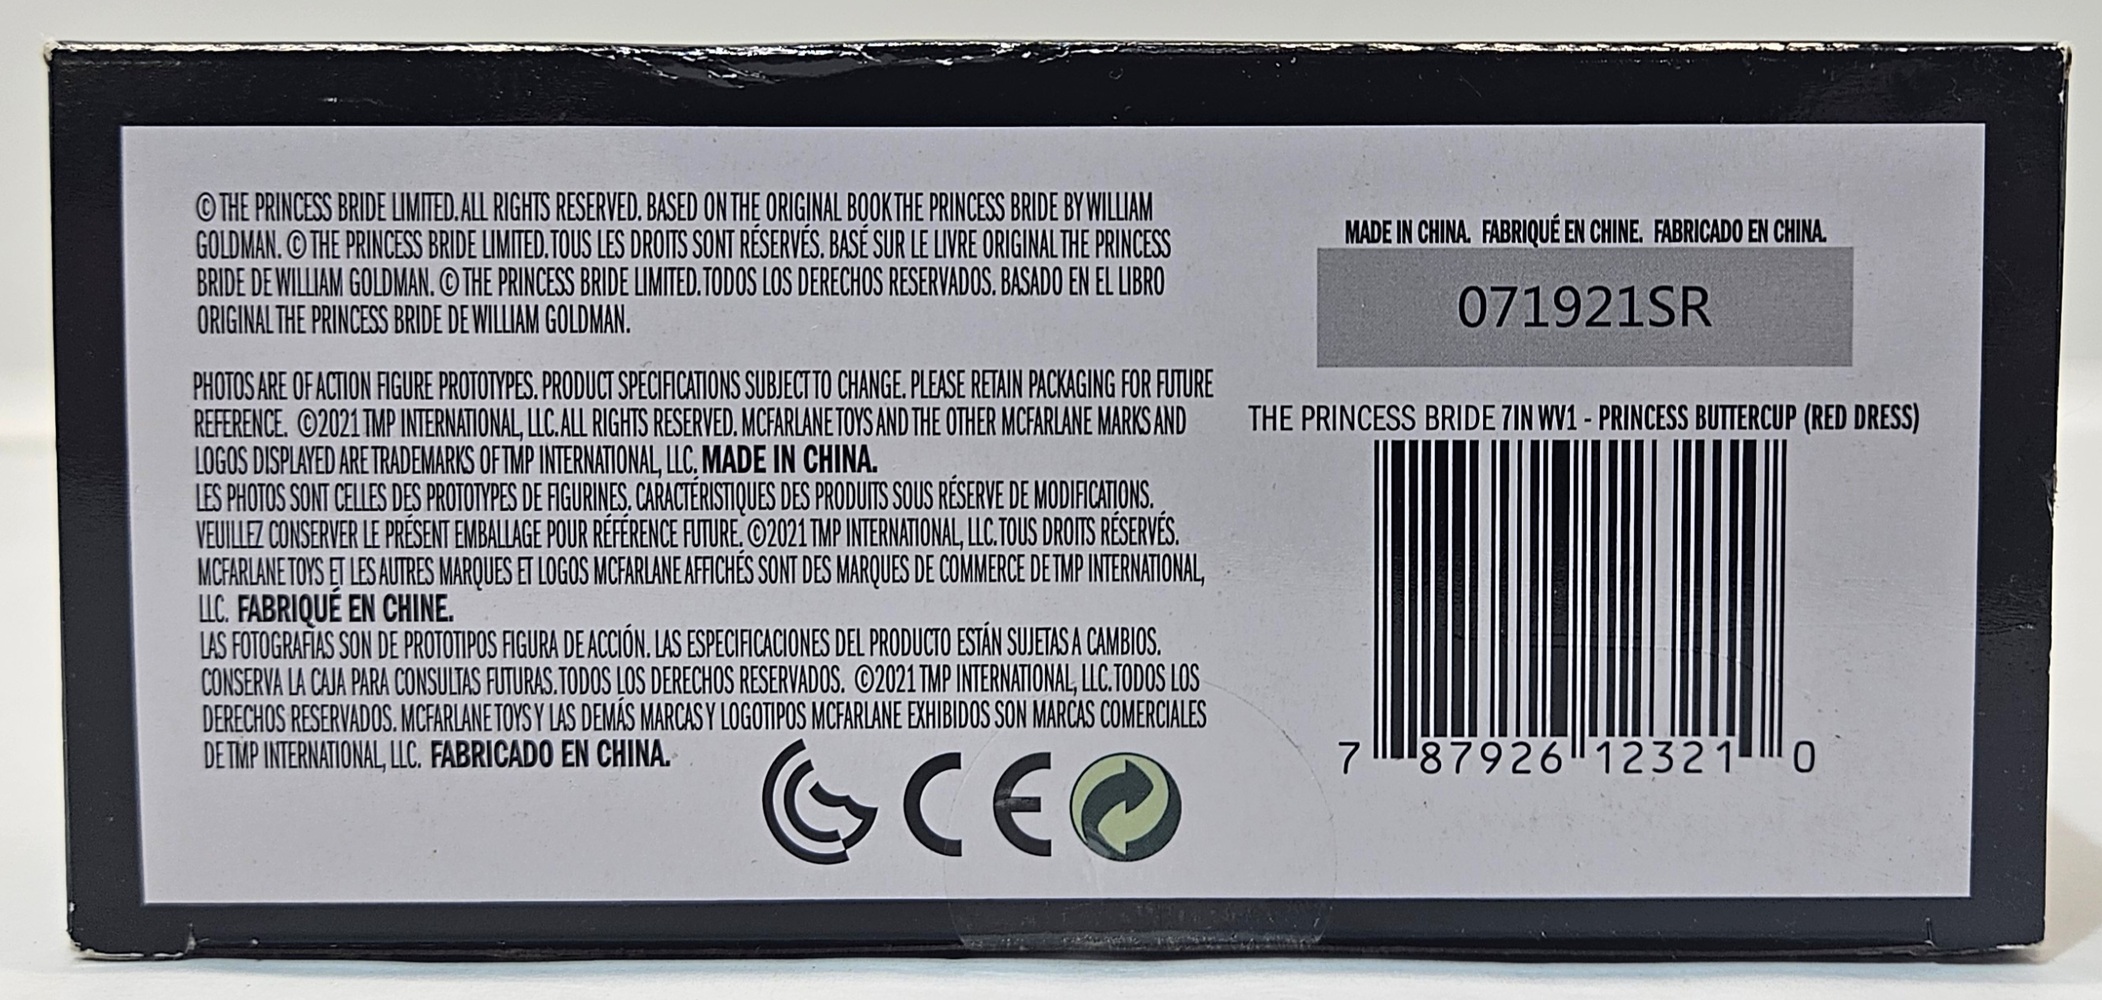 © THE PRINCESS BRIDE LIMITED. ALL RIGHTS RESERVED. BASED ON THE ORIGINAL BOOK THE PRINCESS BRIDE BY WILLIAM
GOLDMAN. © THE PRINCESS BRIDE LIMITED. TOUS LES DROITS SONT RÉSERVÉS. BASÉ SUR LE LIVRE ORIGINAL THE PRINCESS
BRIDE DE WILLIAM GOLDMAN. © THE PRINCESS BRIDE LIMITED. TODOS LOS DERECHOS RESERVADOS. BASADO EN EL LIBRO
ORIGINAL THE PRINCESS BRIDE DE WILLIAM GOLDMAN.
PHOTOS ARE OF ACTION FIGURE PROTOTYPES. PRODUCT SPECIFICATIONS SUBJECT TO CHANGE. PLEASE RETAIN PACKAGING FOR FUTURE
REFERENCE. ©2021 TMP INTERNATIONAL, LLC. ALL RIGHTS RESERVED. MCFARLANE TOYS AND THE OTHER MCFARLANE MARKS AND
LOGOS DISPLAYED ARE TRADEMARKS OF TMP INTERNATIONAL, LLC. MADE IN CHINA.
LES PHOTOS SONT CELLES DES PROTOTYPES DE FIGURINES. CARACTÉRISTIQUES DES PRODUITS SOUS RÉSERVE DE MODIFICATIONS.
VEUILLEZ CONSERVER LE PRÉSENT EMBALLAGE POUR RÉFÉRENCE FUTURE. ©2021 TMP INTERNATIONAL, LLC. TOUS DROITS RÉSERVÉS.
MCFARLANE TOYS ET LES AUTRES MARQUES ET LOGOS MCFARLANE AFFICHÉS SONT DES MARQUES DE COMMERCE DE TMP INTERNATIONAL,
LLC. FABRIQUÉ EN CHINE.
LAS FOTOGRAFIAS SON DE PROTOTIPOS FIGURA DE ACCIÓN. LAS ESPECIFICACIONES DEL PRODUCTO ESTÁN SUJETAS A CAMBIOS.
CONSERVA LA CAJA PARA CONSULTAS FUTURAS. TODOS LOS DERECHOS RESERVADOS. ©2021 TMP INTERNATIONAL, LLC. TODOS LOS
DERECHOS RESERVADOS. MCFARLANE TOYS Y LAS DEMÁS MARCAS Y LOGOTIPOS MCFARLANE EXHIBIDOS SON MARCAS COMERCIALES
DE TMP INTERNATIONAL, LLC. FABRICADO EN CHINA.
CE
MADE IN CHINA. FABRIQUÉ EN CHINE. FABRICADO EN CHINA.
071921SR
THE PRINCESS BRIDE 7IN WV1 - PRINCESS BUTTERCUP (RED DRESS)
7 87926 12321 0